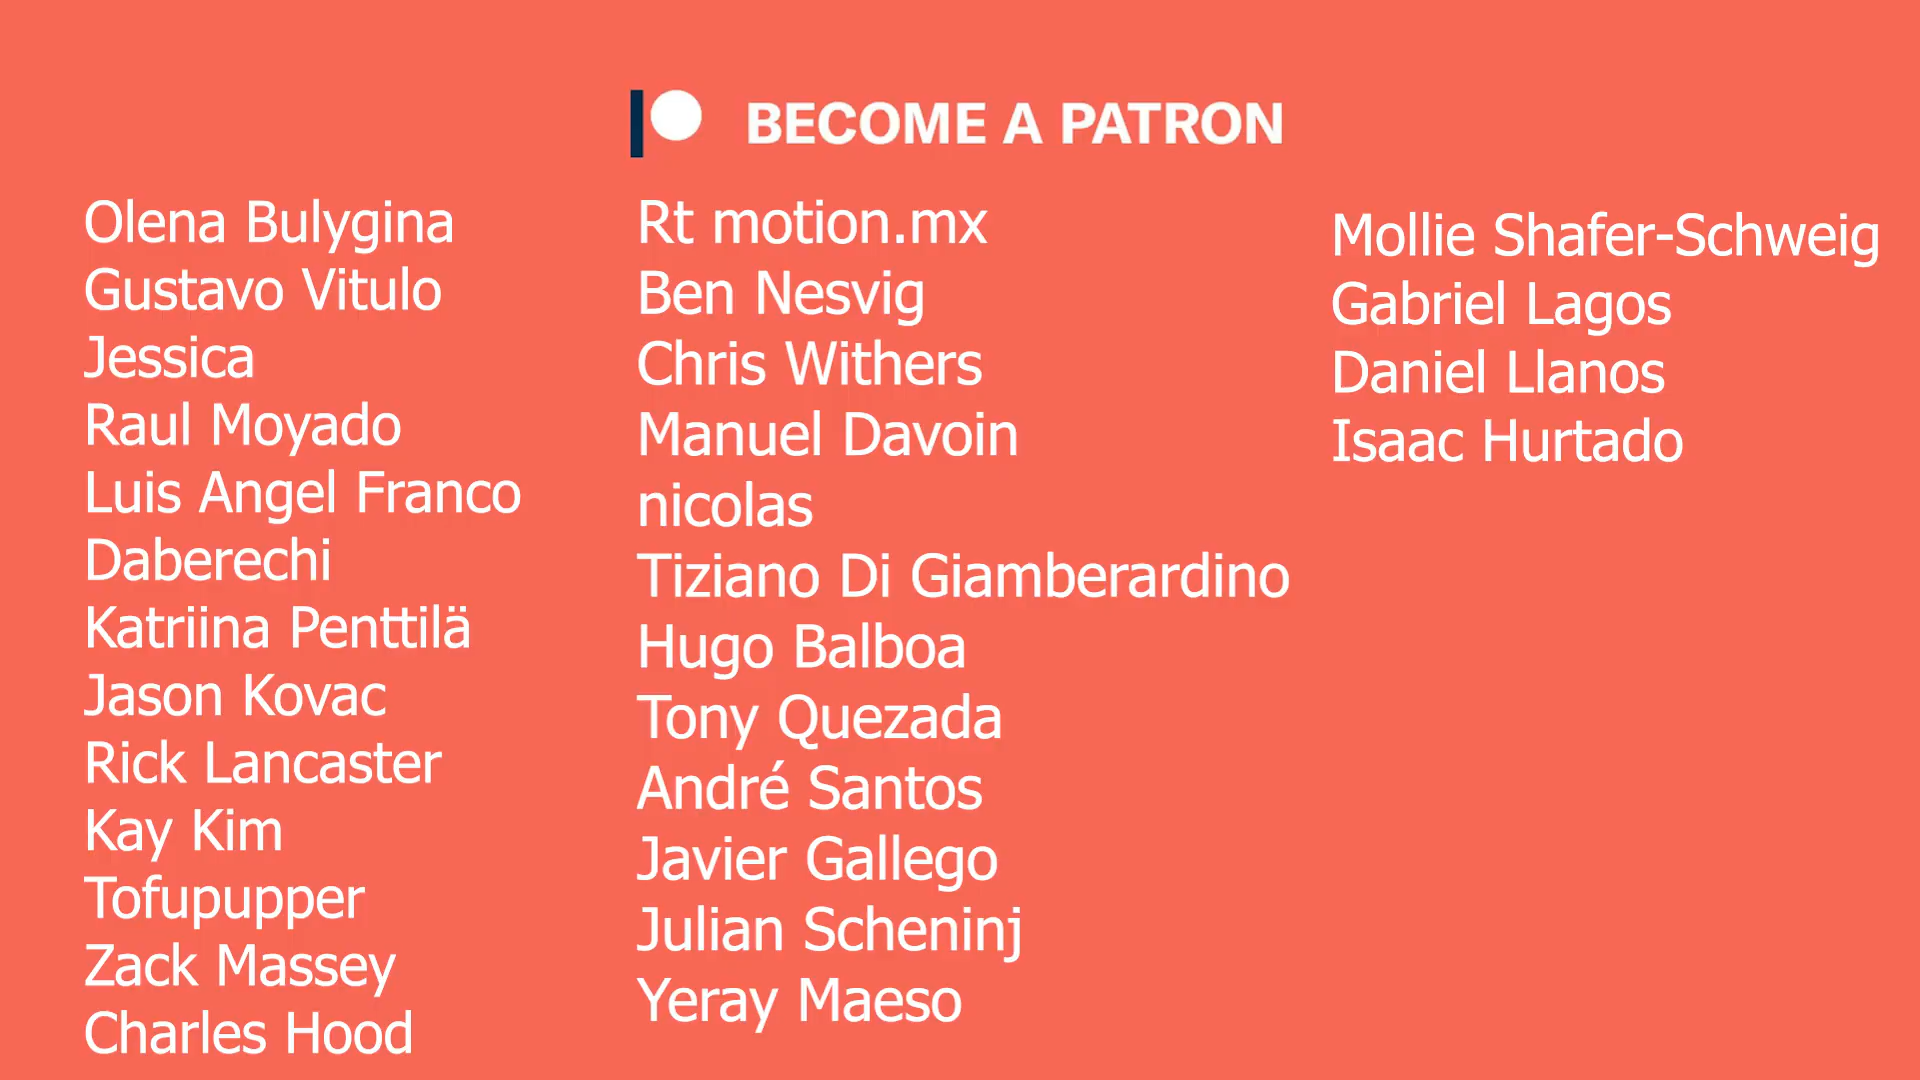 BECOME A PATRON
Olena Bulygina
Gustavo Vitulo
Jessica
Raul Moyado
Luis Angel Franco
Daberechi
Katriina Penttilä
Jason Kovac
Rick Lancaster
Kay Kim
Tofupupper
Zack Massey
Charles Hood
Rt motion.mx
Ben Nesvig
Chris Withers
Manuel Davoin
nicolas
Tiziano Di Giamberardino
Hugo Balboa
Tony Quezada
André Santos
Javier Gallego
Julian Scheninj
Yeray Maeso
Mollie Shafer-Schweig
Gabriel Lagos
Daniel Llanos
Isaac Hurtado